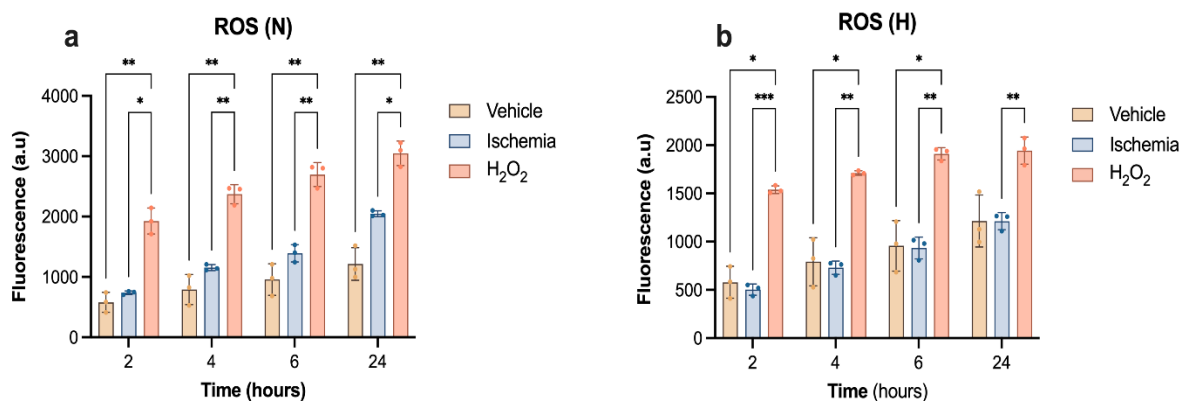 a
ROS (N)
** ** ** **
* ** ** *
4000
3000
2000
1000
0
Fluorescence (a.u)
2 4 6 24
Time (hours)
Vehicle
Ischemia
H₂O₂
b
ROS (H)
* * *
*** ** ** **
2500
2000
1500
1000
500
0
Fluorescence (a.u)
2 4 6 24
Time (hours)
Vehicle
Ischemia
H₂O₂